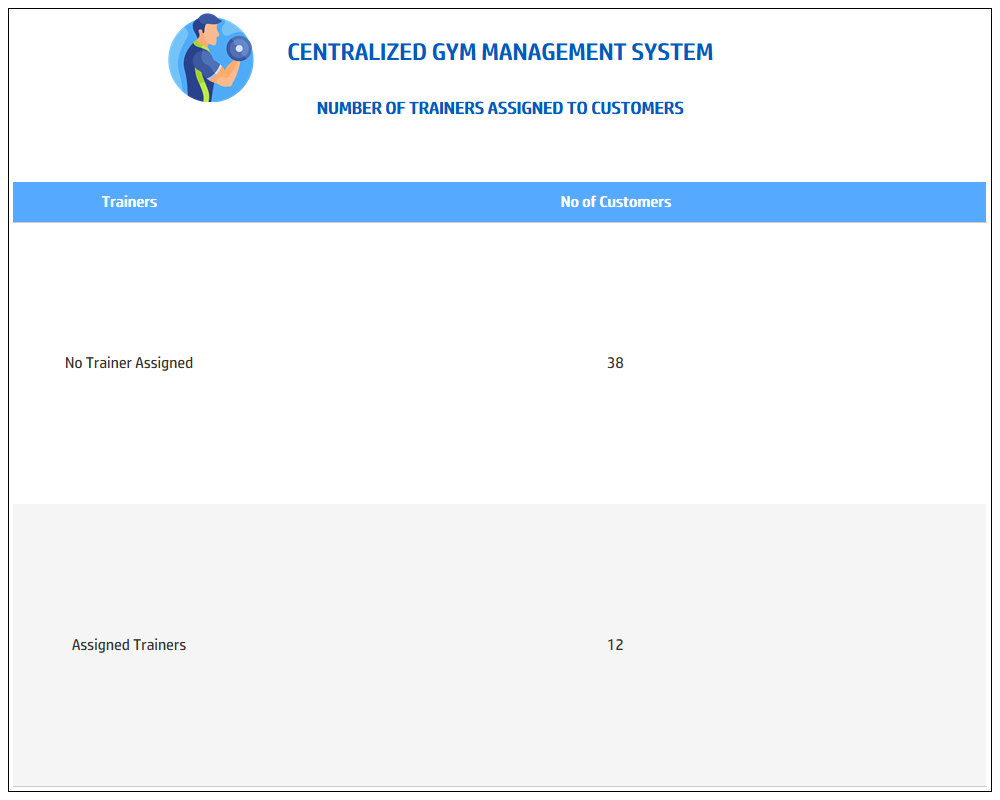 CENTRALIZED GYM MANAGEMENT SYSTEM
NUMBER OF TRAINERS ASSIGNED TO CUSTOMERS
Trainers No of Customers
No Trainer Assigned 38
Assigned Trainers 12